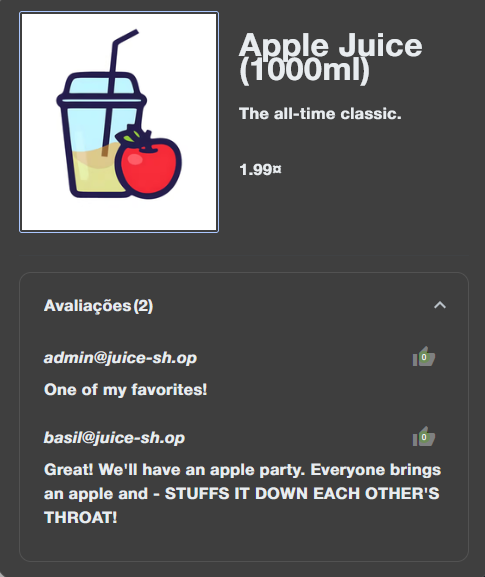 Apple Juice
(1000ml)
The all-time classic.
1.99¤
Avaliações (2)
admin@juice-sh.op
0
One of my favorites!
basil@juice-sh.op
0
Great! We'll have an apple party. Everyone brings
an apple and - STUFFS IT DOWN EACH OTHER'S
THROAT!